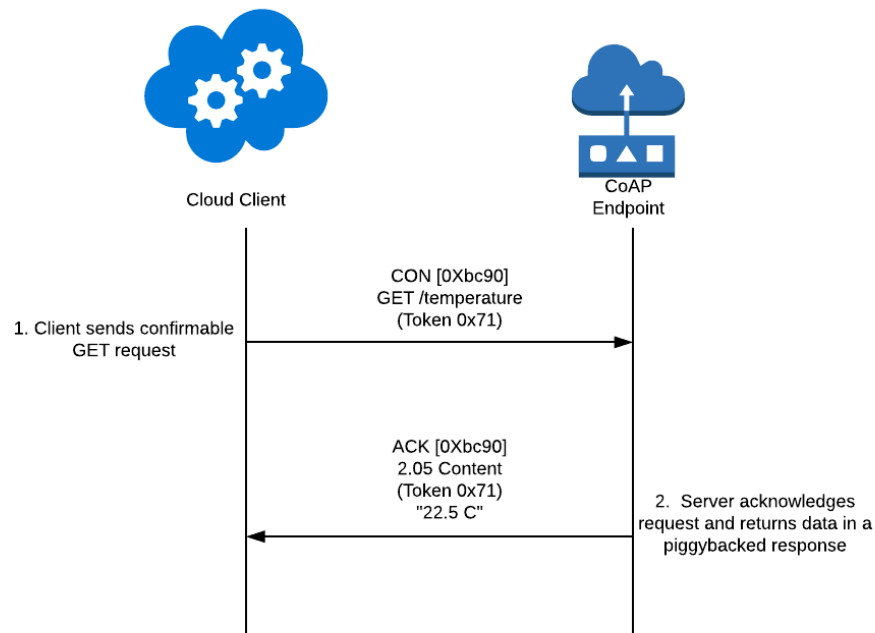 Cloud Client
CoAP
Endpoint
CON [0Xbc90]
GET /temperature
(Token 0x71)
1. Client sends confirmable
GET request
ACK [0Xbc90]
2.05 Content
(Token 0x71)
"22.5 C"
2.  Server acknowledges
request and returns data in a
piggybacked response